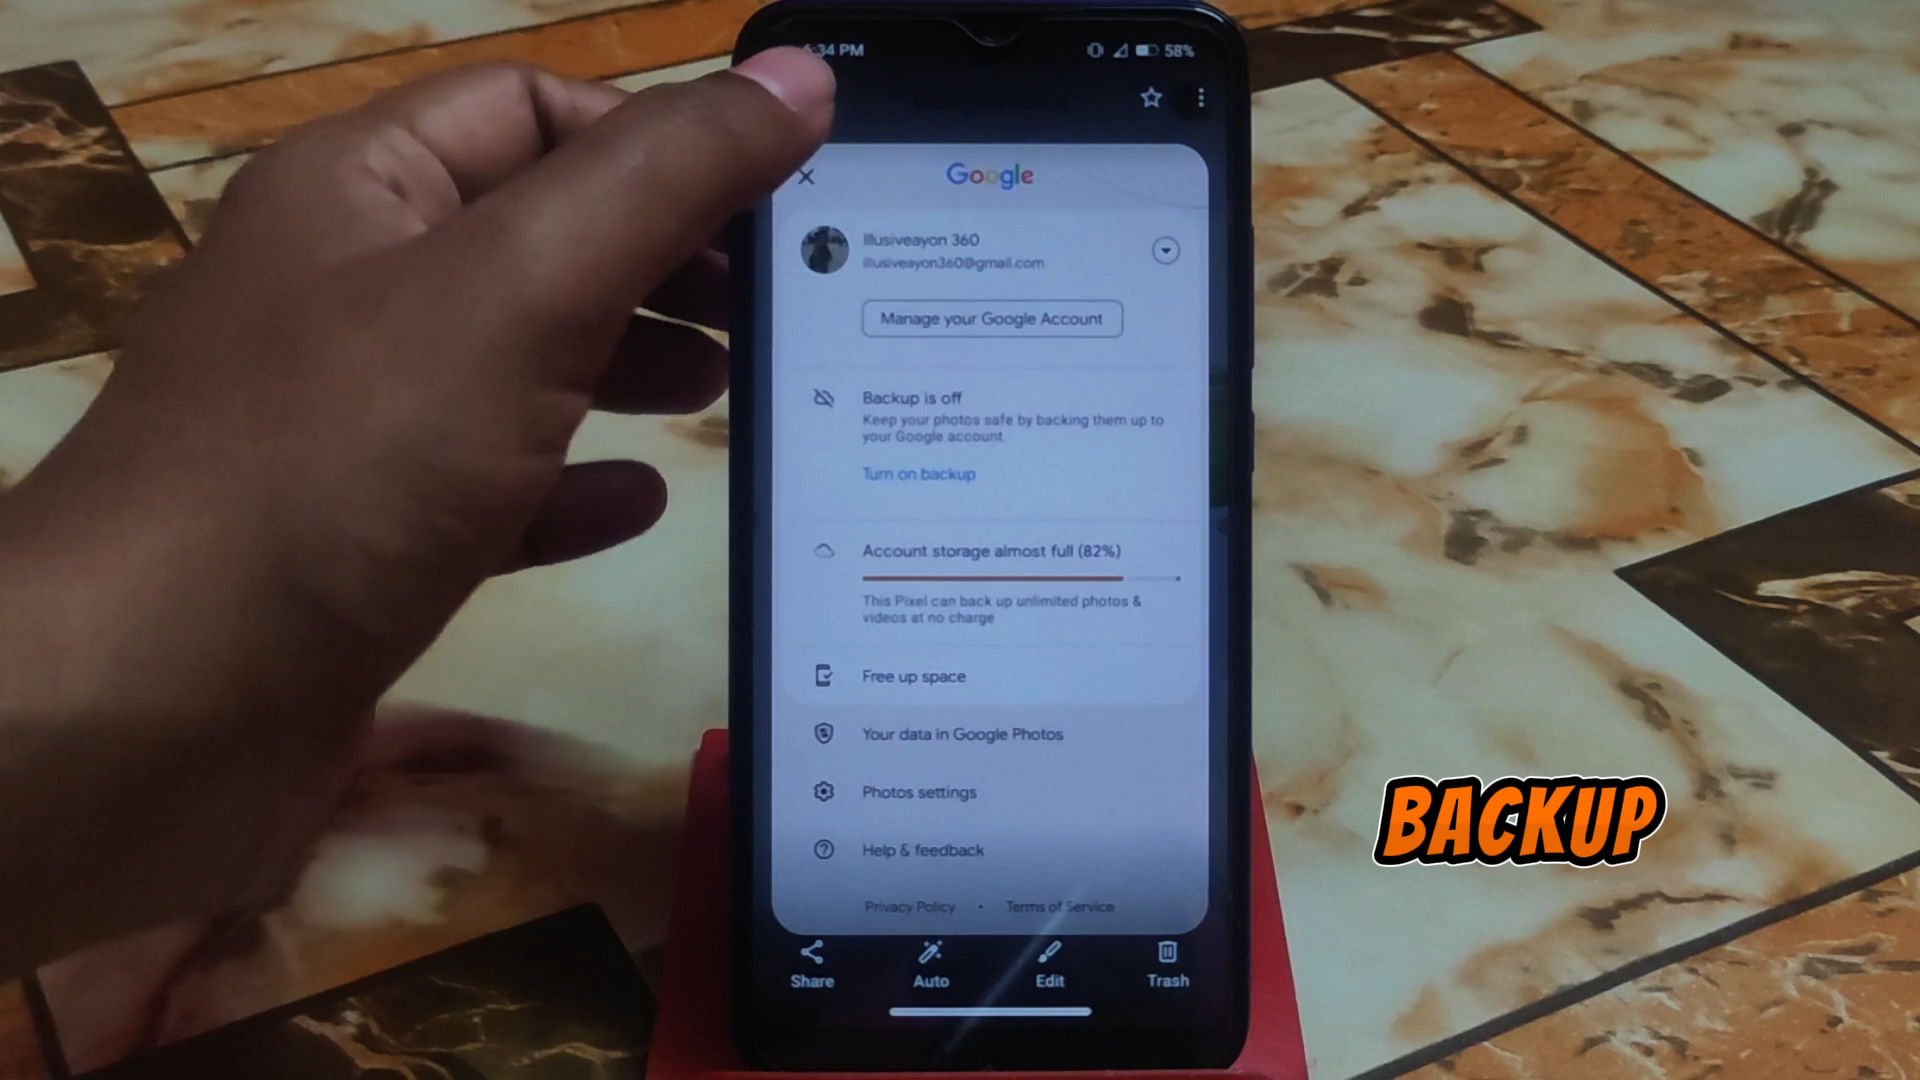 :34 PM
58%
Google
Illusiveayon 360
illusiveayon360@gmail.com
Manage your Google Account
Backup is off
Keep your photos safe by backing them up to
your Google account.
Turn on backup
Account storage almost full (82%)
This Pixel can back up unlimited photos &
videos at no charge
Free up space
Your data in Google Photos
Photos settings
Help & feedback
Privacy Policy • Terms of Service
Share Auto Edit Trash
BACKUP